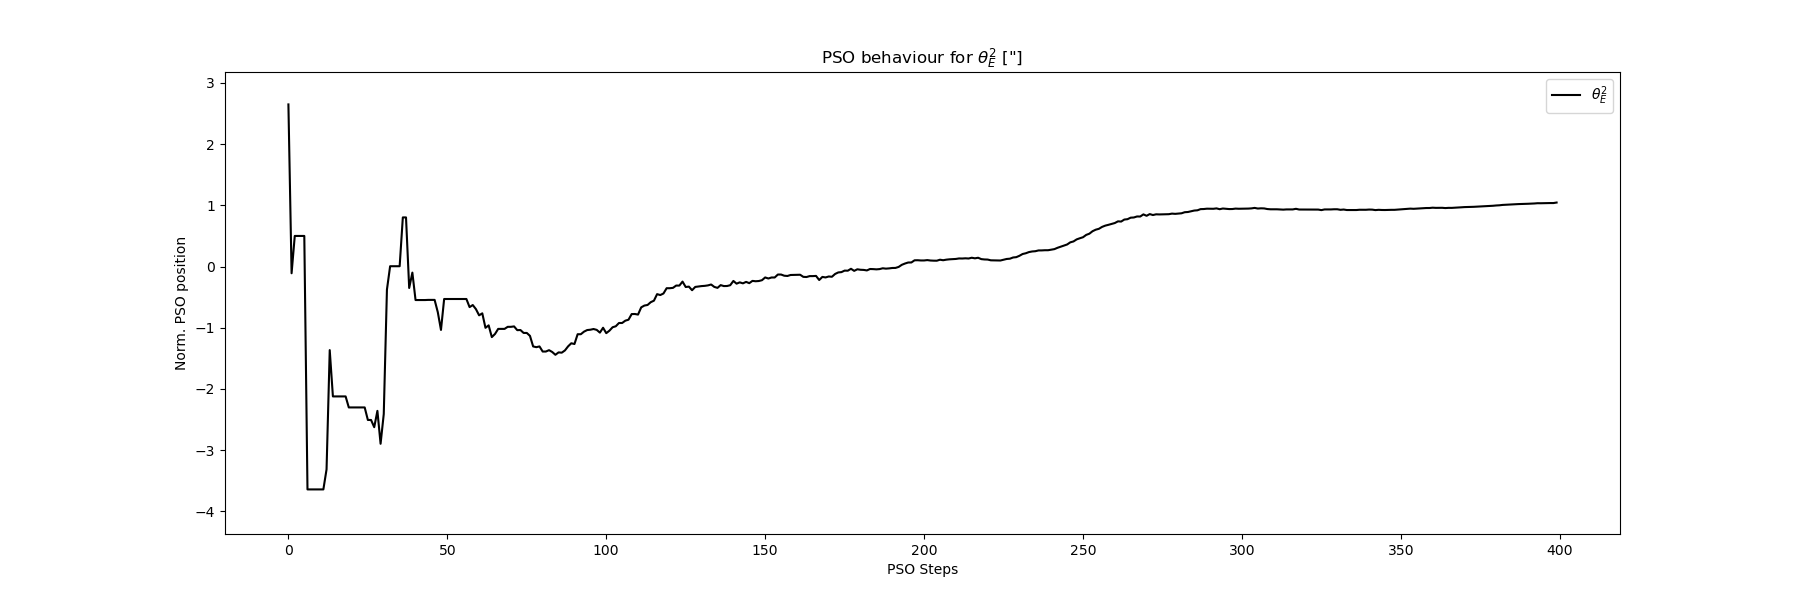 PSO behaviour for θ_E^2 ["]
3
2
1
0
−1
−2
−3
−4
Norm. PSO position
θ_E^2
0 50 100 150 200 250 300 350 400
PSO Steps